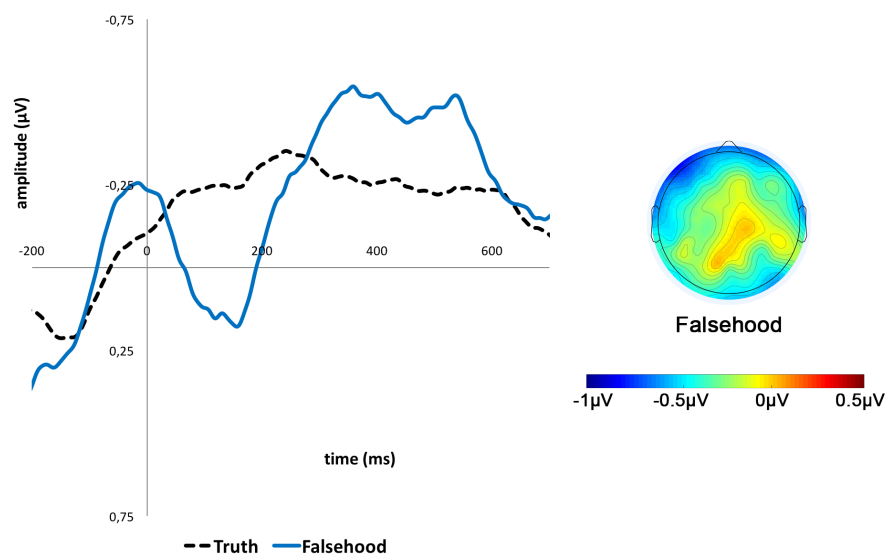 -0,75
amplitude (µV)
-0,25
-200
0
200
400
600
0,25
time (ms)
0,75
Truth
Falsehood
Falsehood
-1µV
-0.5µV
0µV
0.5µV